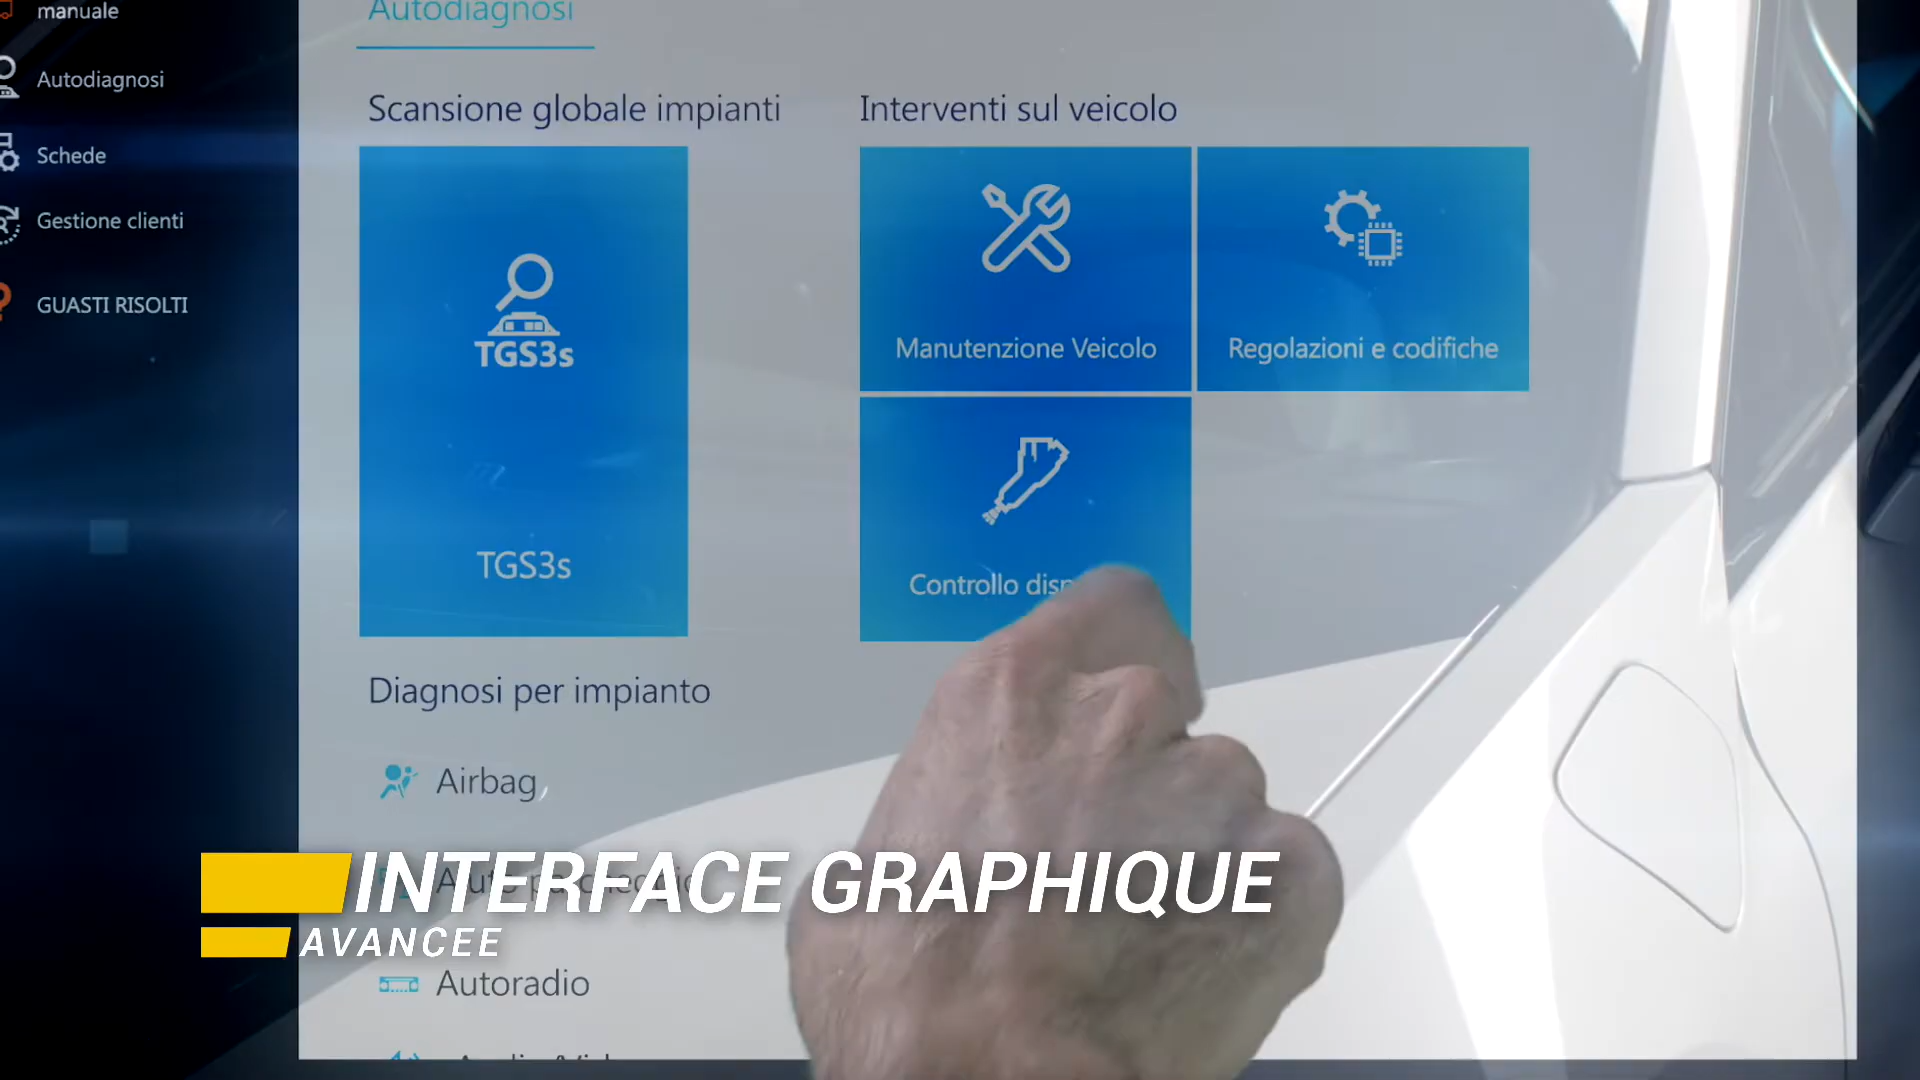 manuale
Autodiagnosi
Schede
Gestione clienti
GUASTI RISOLTI
Autodiagnosi
Scansione globale impianti
TGS3s
TGS3s
Interventi sul veicolo
Manutenzione Veicolo
Regolazioni e codifiche
Controllo
Diagnosi per impianto
Airbag
Autoradio
INTERFACE GRAPHIQUE
AVANCEE